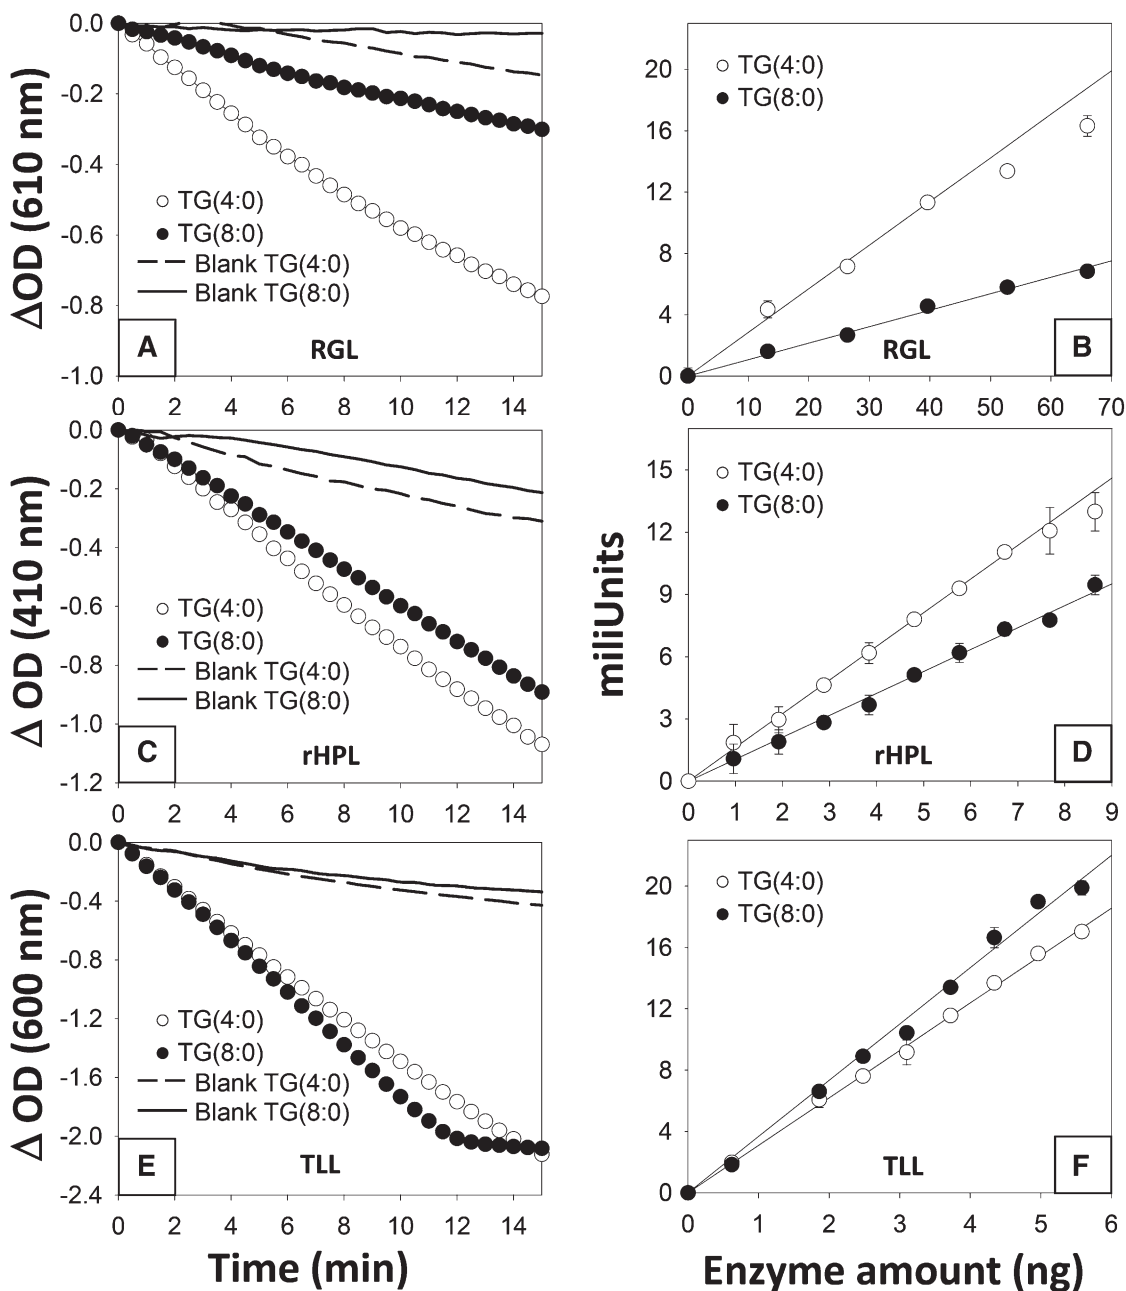 ΔOD (610 nm)
0.0
-0.2
-0.4
-0.6
-0.8
-1.0
TG(4:0)
TG(8:0)
Blank TG(4:0)
Blank TG(8:0)
A
RGL
0 2 4 6 8 10 12 14
20
16
12
8
4
0
TG(4:0)
TG(8:0)
RGL
B
0 10 20 30 40 50 60 70
Δ OD (410 nm)
0.0
-0.2
-0.4
-0.6
-0.8
-1.0
-1.2
TG(4:0)
TG(8:0)
Blank TG(4:0)
Blank TG(8:0)
C
rHPL
0 2 4 6 8 10 12 14
miliUnits
15
12
9
6
3
0
TG(4:0)
TG(8:0)
rHPL
D
0 1 2 3 4 5 6 7 8 9
Δ OD (600 nm)
0.0
-0.4
-0.8
-1.2
-1.6
-2.0
-2.4
TG(4:0)
TG(8:0)
Blank TG(4:0)
Blank TG(8:0)
E
TLL
0 2 4 6 8 10 12 14
Time (min)
20
16
12
8
4
0
TG(4:0)
TG(8:0)
TLL
F
0 1 2 3 4 5 6
Enzyme amount (ng)